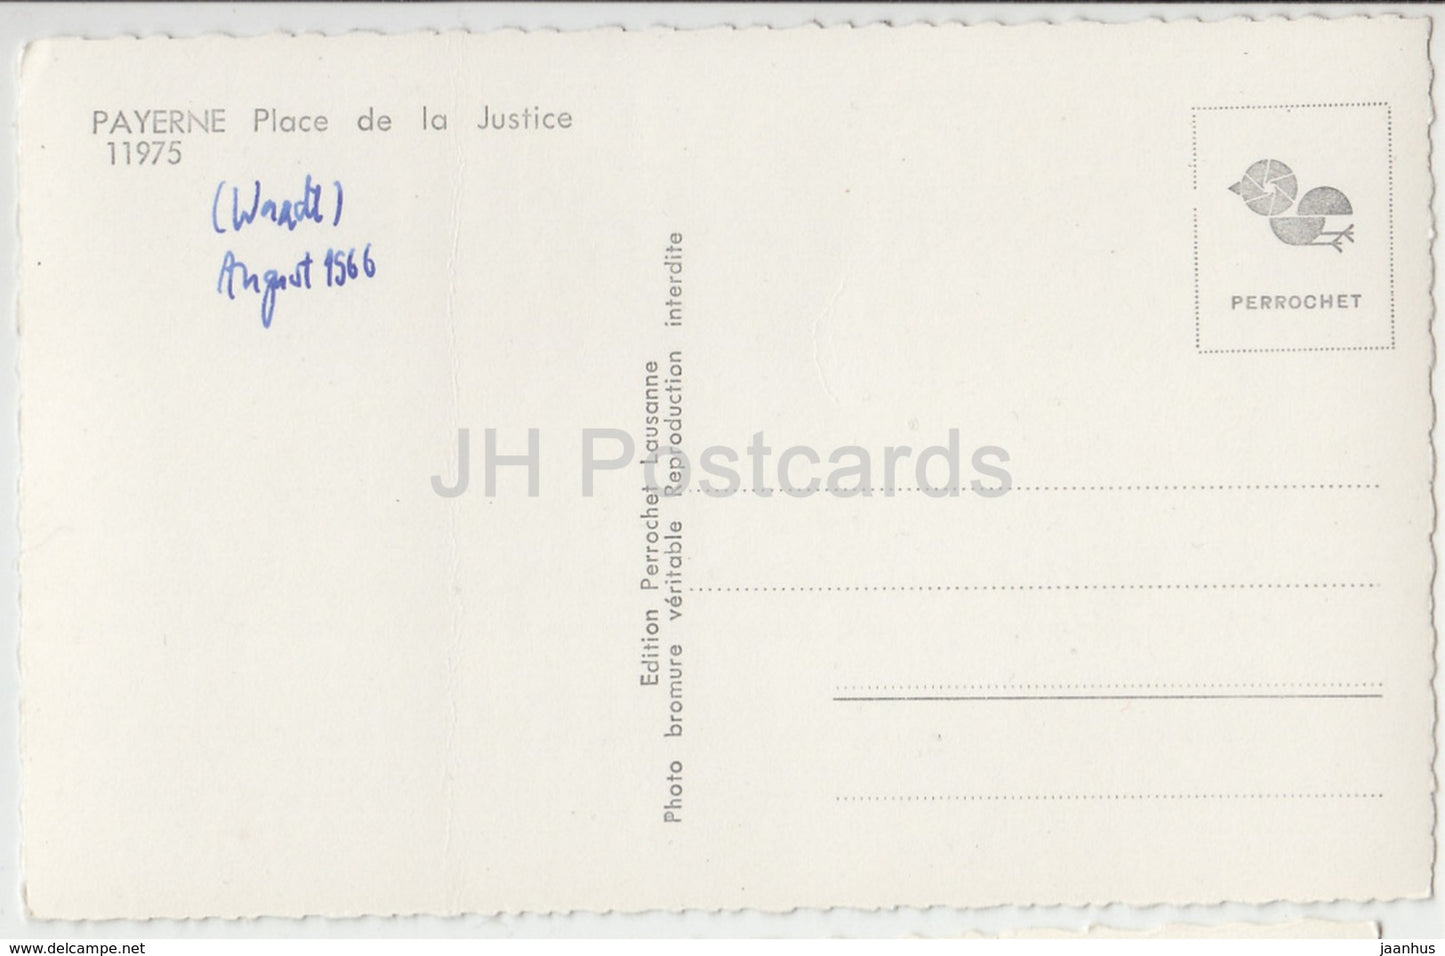 PAYERNE Place de la Justice
11975
(Waadt)
August 1966
PERROCHET
Edition Perrochet Lausanne
Photo bromure véritable Reproduction interdite
JH Postcards
www.delcampe.net
jaanhus